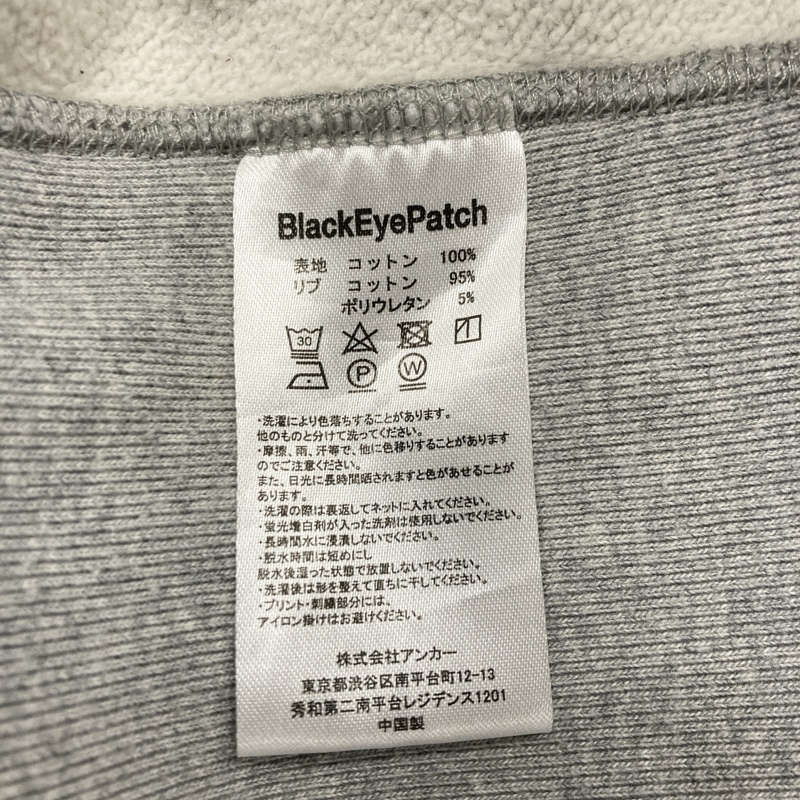 BlackEyePatch
表地 コットン 100%
リブ コットン 95%
ポリウレタン 5%
30
P W
・洗濯により色落ちすることがあります。
他のものと分けて洗ってください。
・摩擦、雨、汗等で、他に色移りすることがあります
のでご注意ください。
また、日光に長時間晒されますと色があせることが
あります。
・洗濯の際は裏返してネットに入れてください。
・蛍光増白剤が入った洗剤は使用しないでください。
・長時間水に浸漬しないでください。
・脱水時間は短めにし
脱水後湿った状態で放置しないでください。
・洗濯後は形を整えて直ちに干してください。
・プリント・刺繍部分には、
アイロン掛けはお避けください。
株式会社アンカー
東京都渋谷区南平台町12-13
秀和第二南平台レジデンス1201
中国製